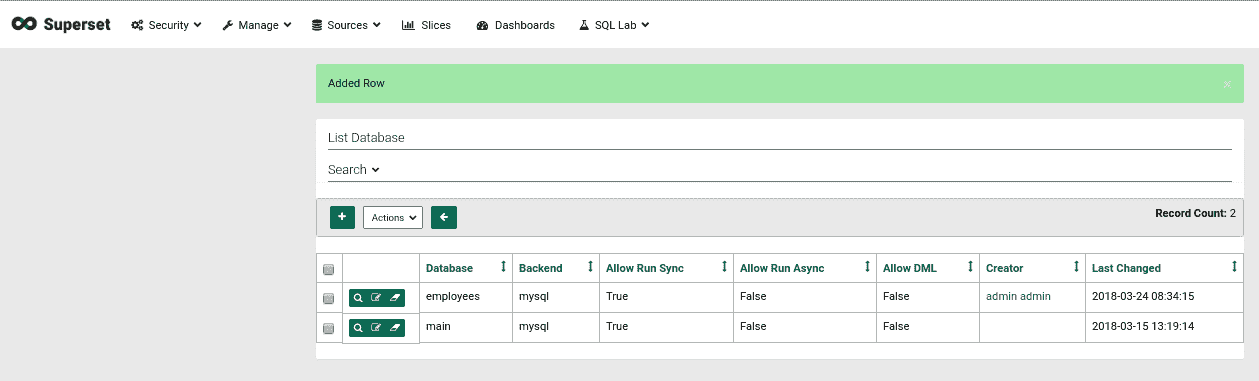 Superset Security Manage Sources Slices Dashboards SQL Lab
Added Row ×
List Database
Search
+ Actions Record Count: 2
Database Backend Allow Run Sync Allow Run Async Allow DML Creator Last Changed
employees mysql True False False admin admin 2018-03-24 08:34:15
main mysql True False False 2018-03-15 13:19:14